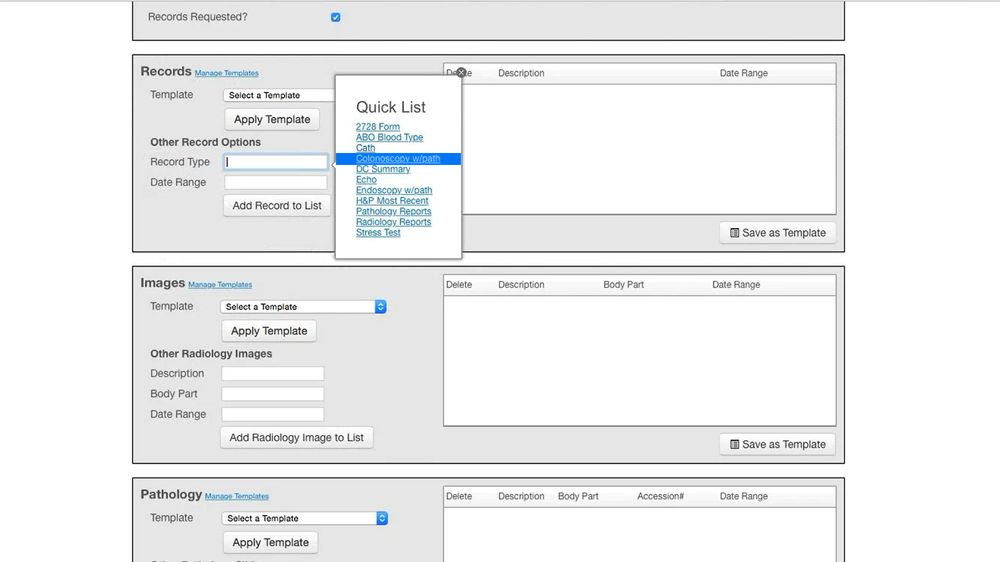 Records Requested?
Records Manage Templates
Delete Description Date Range
Template Select a Template
Apply Template
Other Record Options
Record Type
Date Range
Add Record to List
Quick List
2728 Form
ABO Blood Type
Cath
Colonoscopy w/path
DC Summary
Echo
Endoscopy w/path
H&P Most Recent
Pathology Reports
Radiology Reports
Stress Test
Save as Template
Images Manage Templates
Delete Description Body Part Date Range
Template Select a Template
Apply Template
Other Radiology Images
Description
Body Part
Date Range
Add Radiology Image to List
Save as Template
Pathology Manage Templates
Delete Description Body Part Accession# Date Range
Template Select a Template
Apply Template